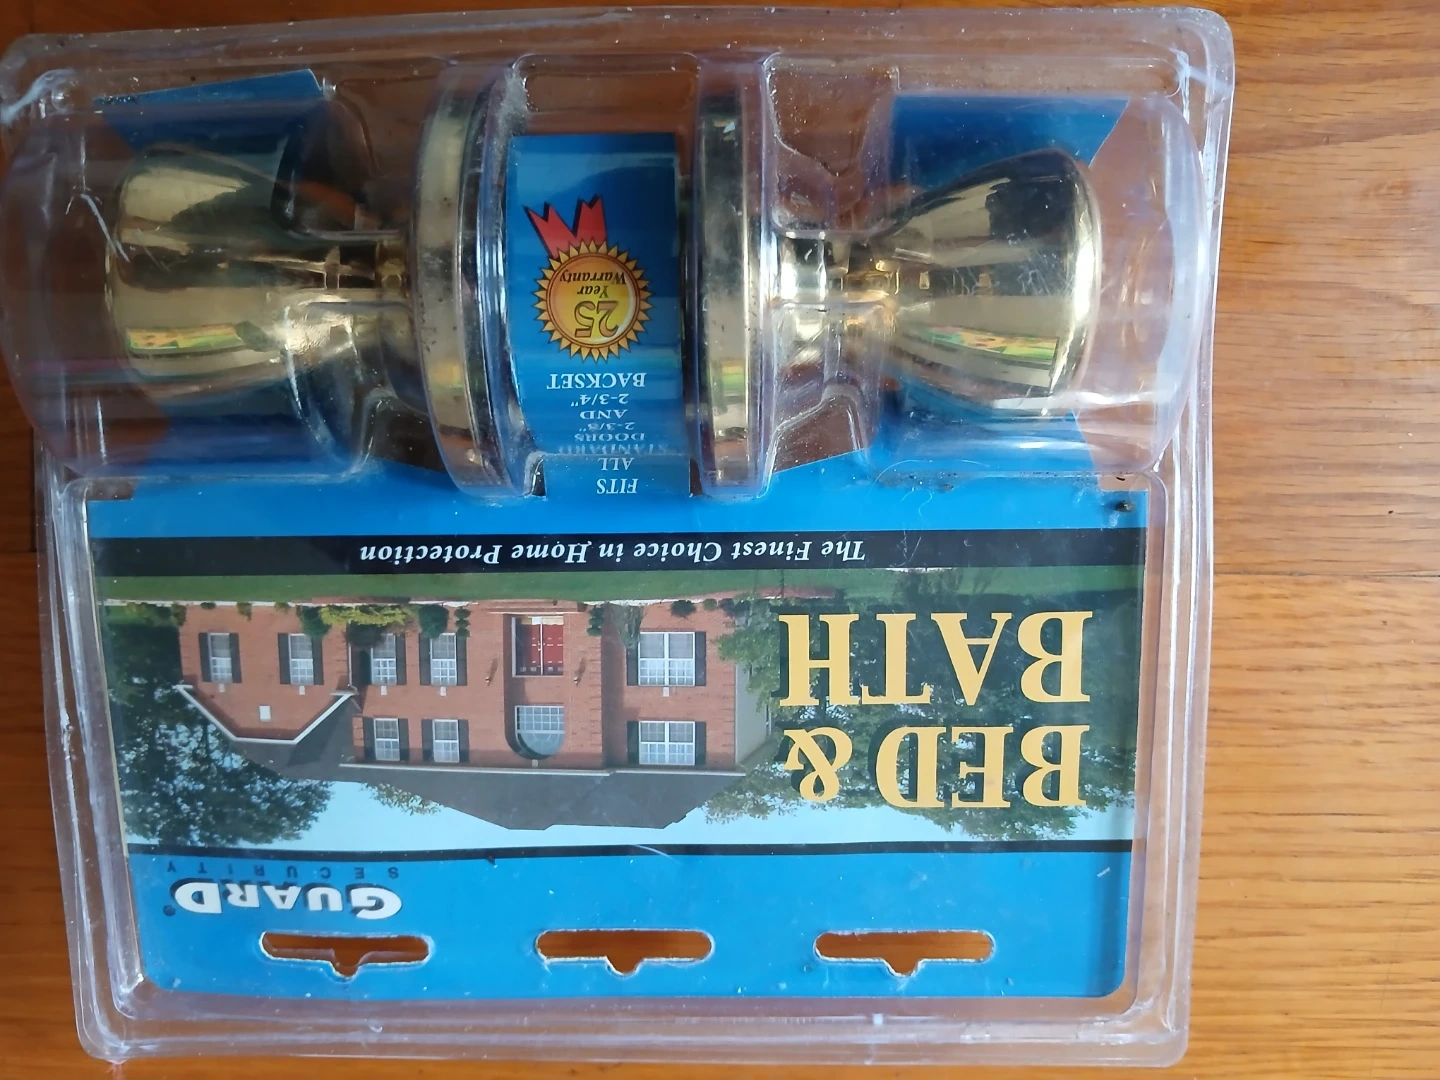 GUARD®
SECURITY
BED &
BATH
The Finest Choice in Home Protection
FITS
ALL
STANDARD
DOORS
2-3/8"
AND
2-3/4"
BACKSET
25
Year
Warranty